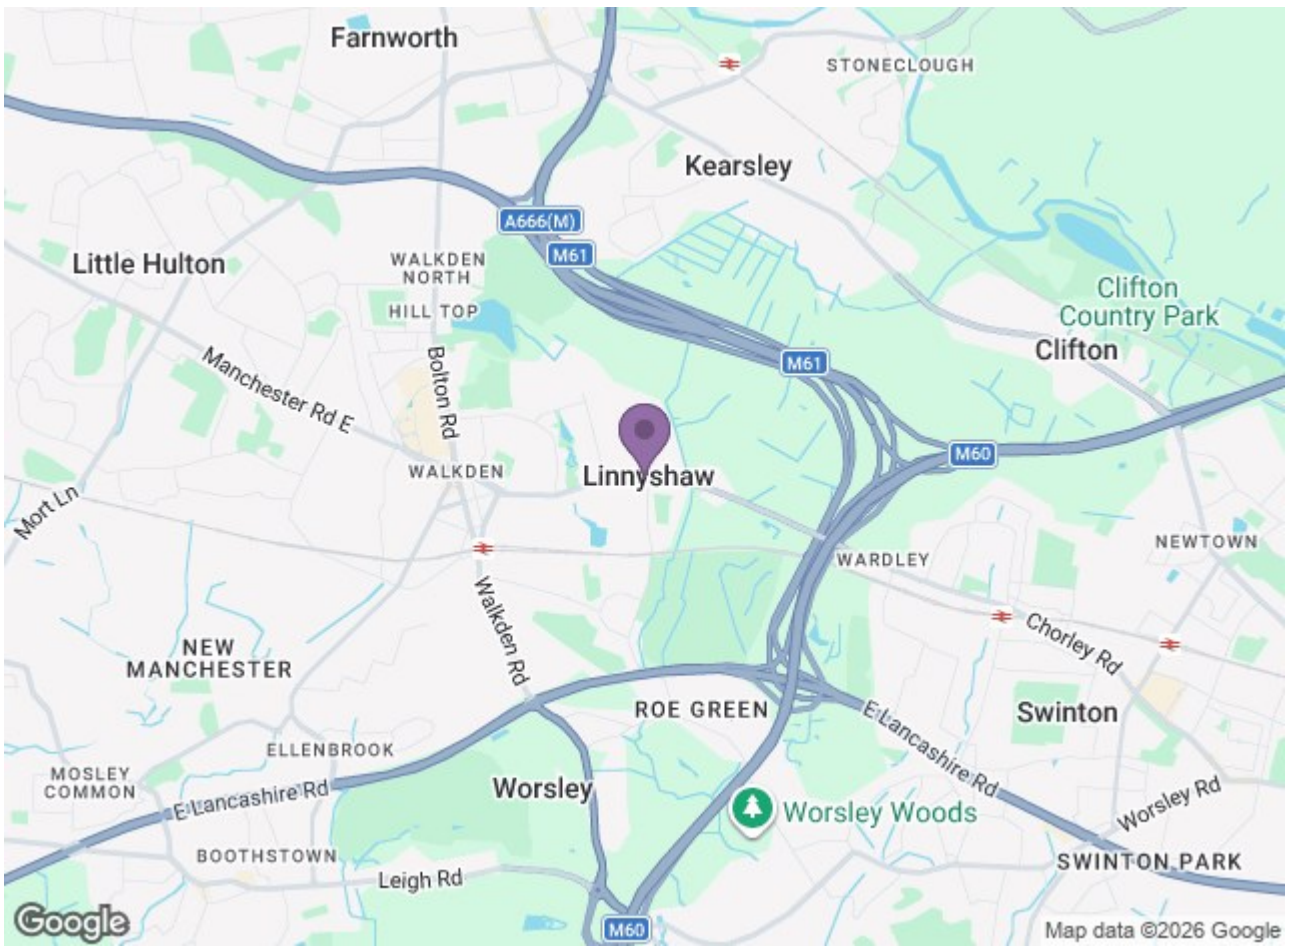 Farnworth
STONECLOUGH
Kearsley
A666(M)
M61
Little Hulton
WALKDEN
NORTH
HILL TOP
Clifton
Country Park
Clifton
M61
Manchester Rd E
Bolton Rd
M60
WALKDEN
Linnyshaw
Mort Ln
WARDLEY
NEWTOWN
Walkden Rd
Chorley Rd
NEW
MANCHESTER
ROE GREEN
Swinton
E Lancashire Rd
ELLENBROOK
MOSLEY
COMMON
E Lancashire Rd
Worsley
Worsley Woods
Worsley Rd
BOOTHSTOWN
Leigh Rd
SWINTON PARK
Google
M60
Map data ©2026 Google